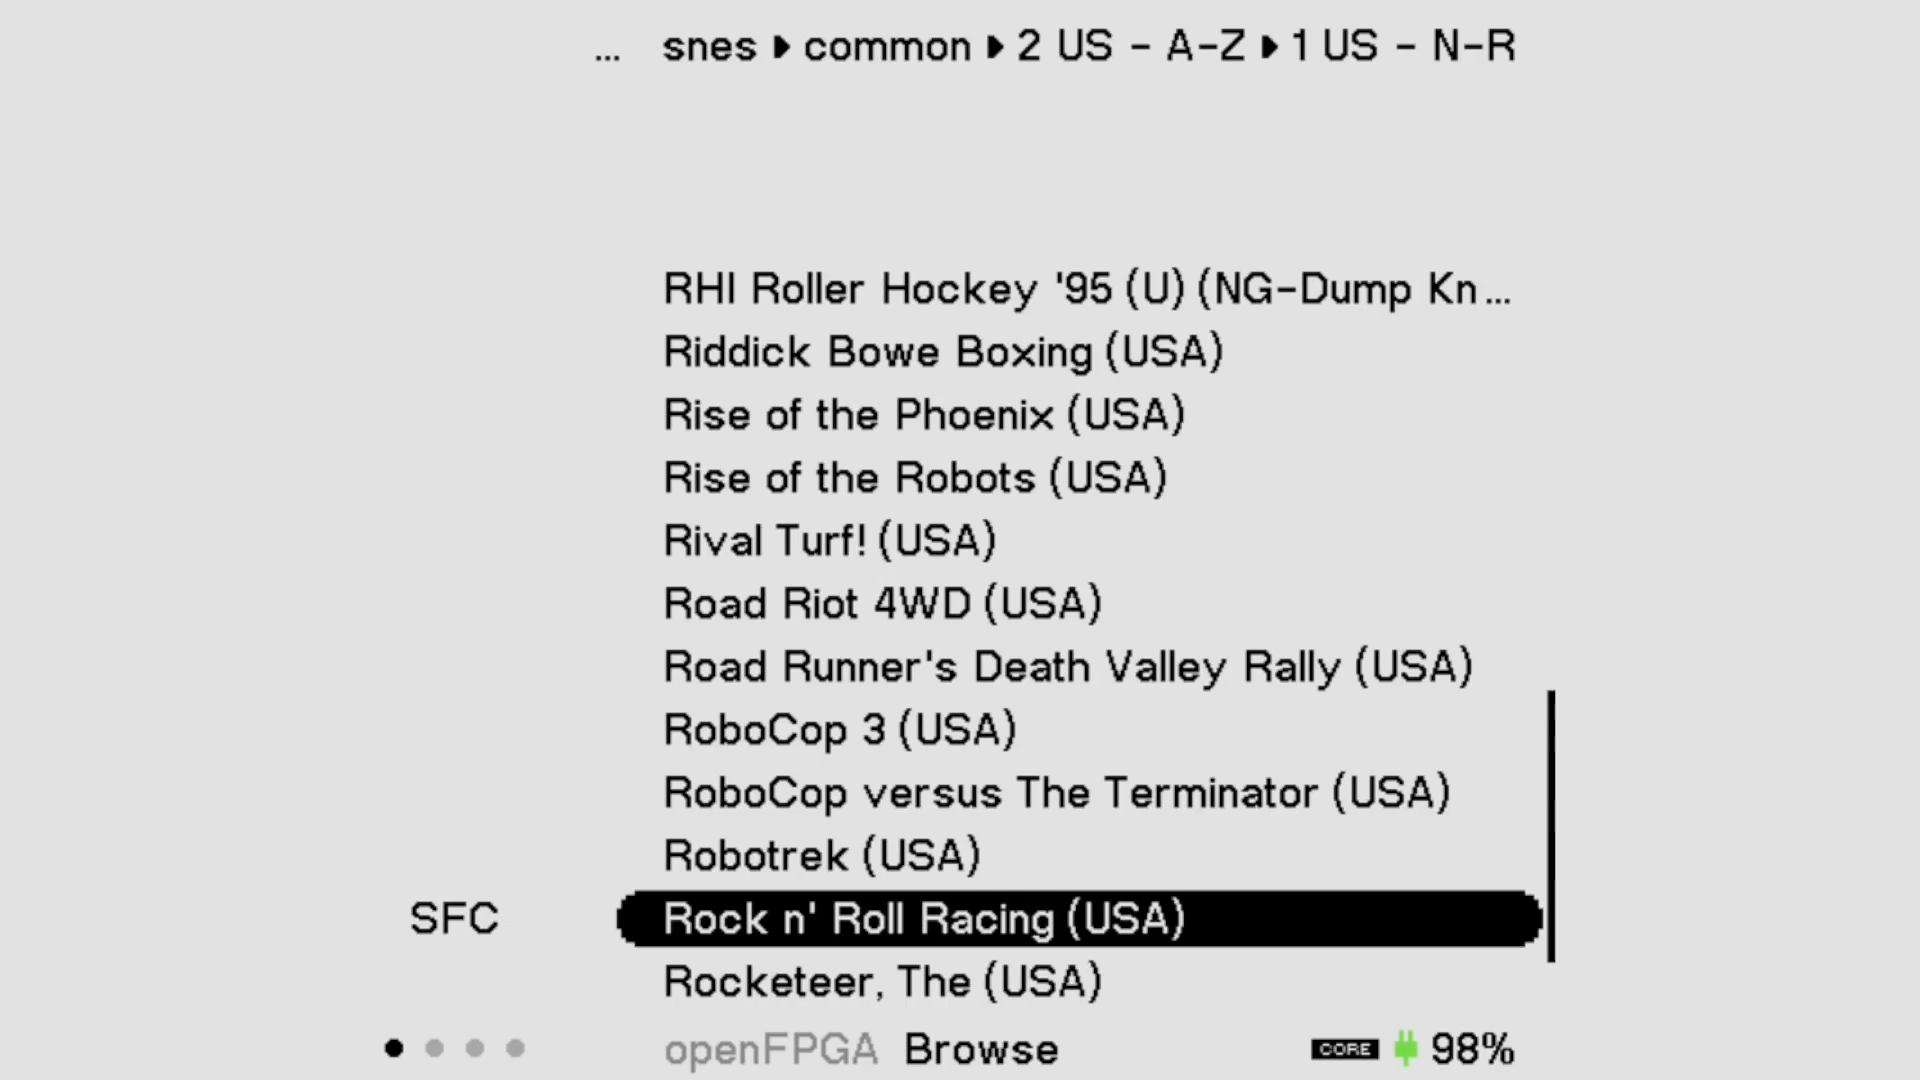 ... snes ▶ common ▶ 2 US - A-Z ▶ 1 US - N-R
RHI Roller Hockey '95 (U) (NG-Dump Kn...
Riddick Bowe Boxing (USA)
Rise of the Phoenix (USA)
Rise of the Robots (USA)
Rival Turf! (USA)
Road Riot 4WD (USA)
Road Runner's Death Valley Rally (USA)
RoboCop 3 (USA)
RoboCop versus The Terminator (USA)
Robotrek (USA)
SFC Rock n' Roll Racing (USA)
Rocketeer, The (USA)
openFPGA Browse CORE 98%